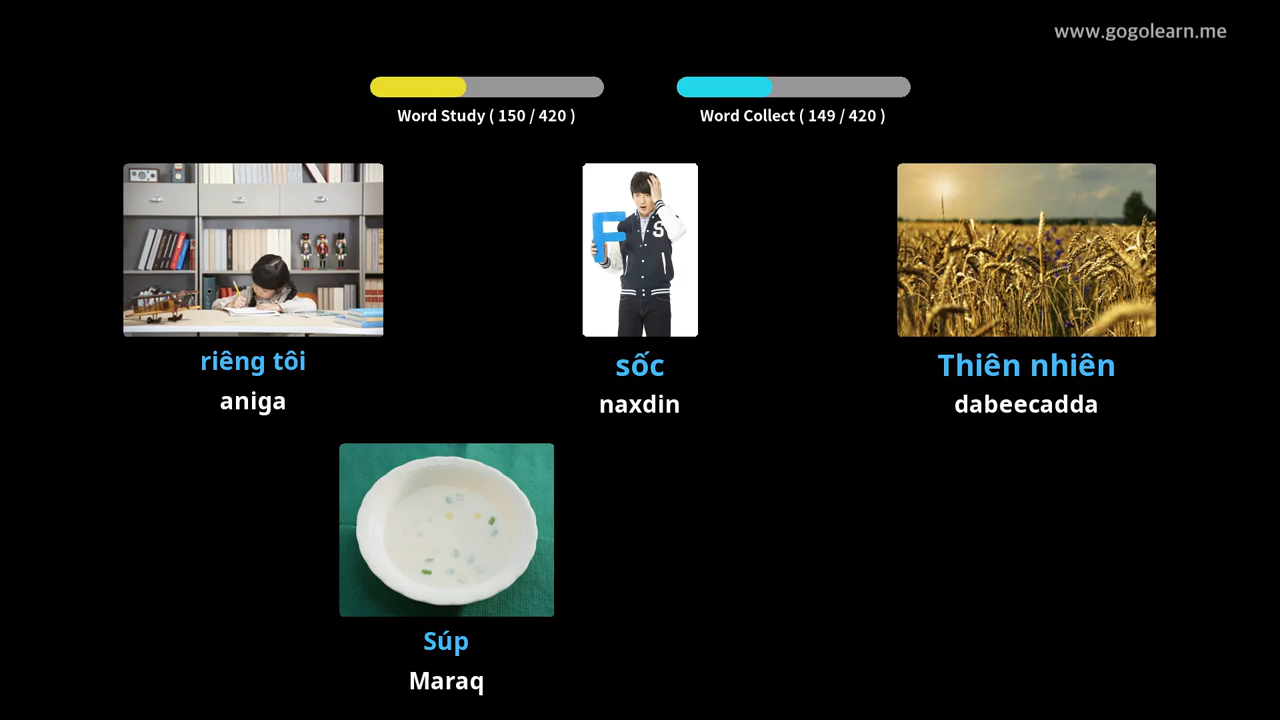 www.gogolearn.me
Word Study ( 150 / 420 )
Word Collect ( 149 / 420 )
F
S
riêng tôi
aniga
sốc
naxdin
Thiên nhiên
dabeecadda
Súp
Maraq